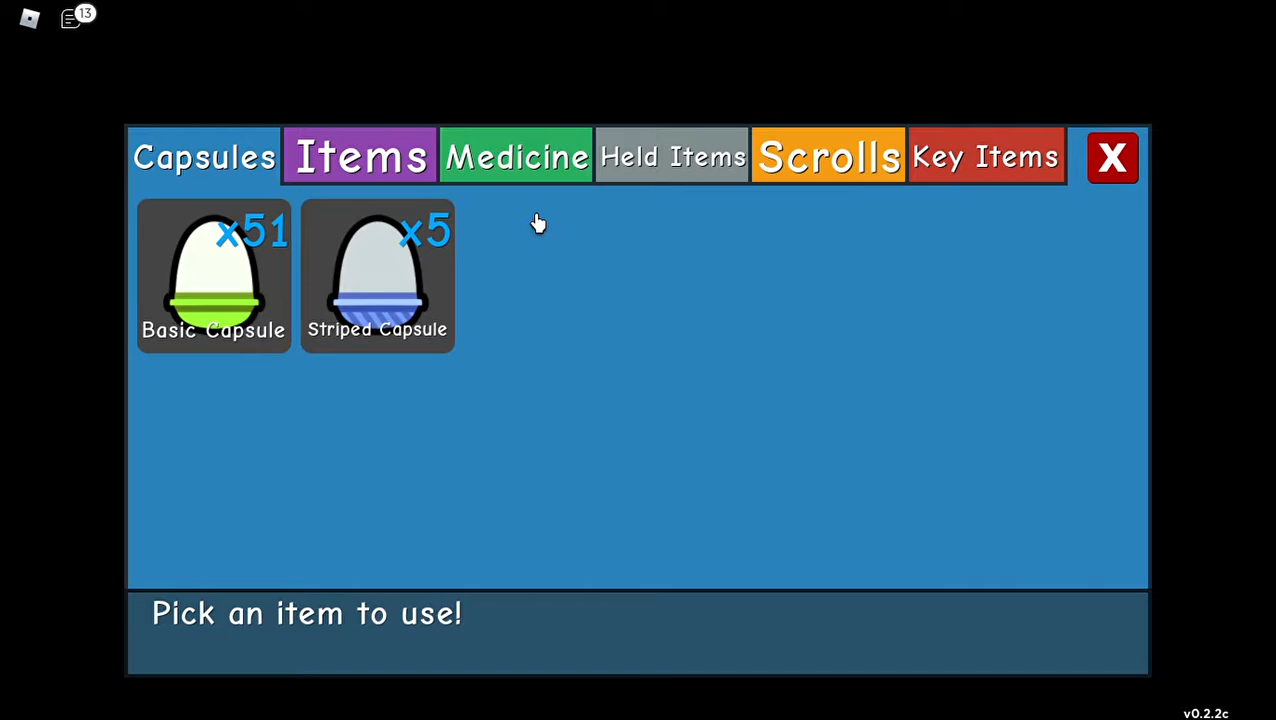 13
Capsules Items Medicine Held Items Scrolls Key Items X
x51 x5
Basic Capsule Striped Capsule
Pick an item to use!
v0.2.2c